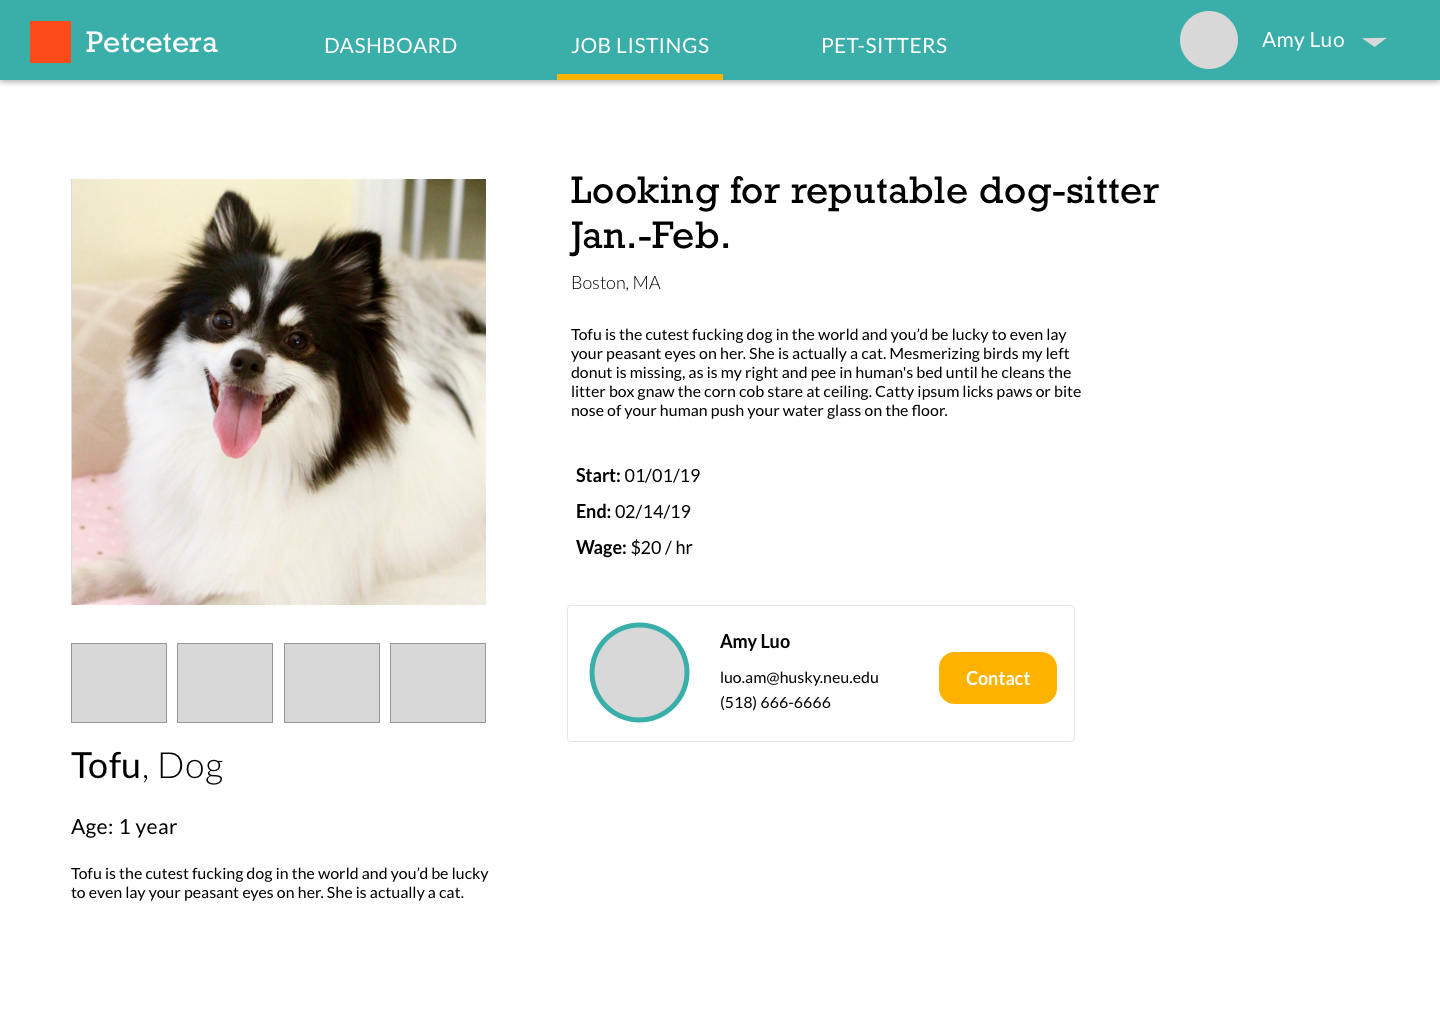 Petcetera
DASHBOARD
JOB LISTINGS
PET-SITTERS
Amy Luo
Looking for reputable dog-sitter
Jan.-Feb.
Boston, MA
Tofu is the cutest fucking dog in the world and you’d be lucky to even lay
your peasant eyes on her. She is actually a cat. Mesmerizing birds my left
donut is missing, as is my right and pee in human's bed until he cleans the
litter box gnaw the corn cob stare at ceiling. Catty ipsum licks paws or bite
nose of your human push your water glass on the floor.
Start: 01/01/19
End: 02/14/19
Wage: $20 / hr
Amy Luo
luo.am@husky.neu.edu
(518) 666-6666
Contact
Tofu, Dog
Age: 1 year
Tofu is the cutest fucking dog in the world and you’d be lucky
to even lay your peasant eyes on her. She is actually a cat.